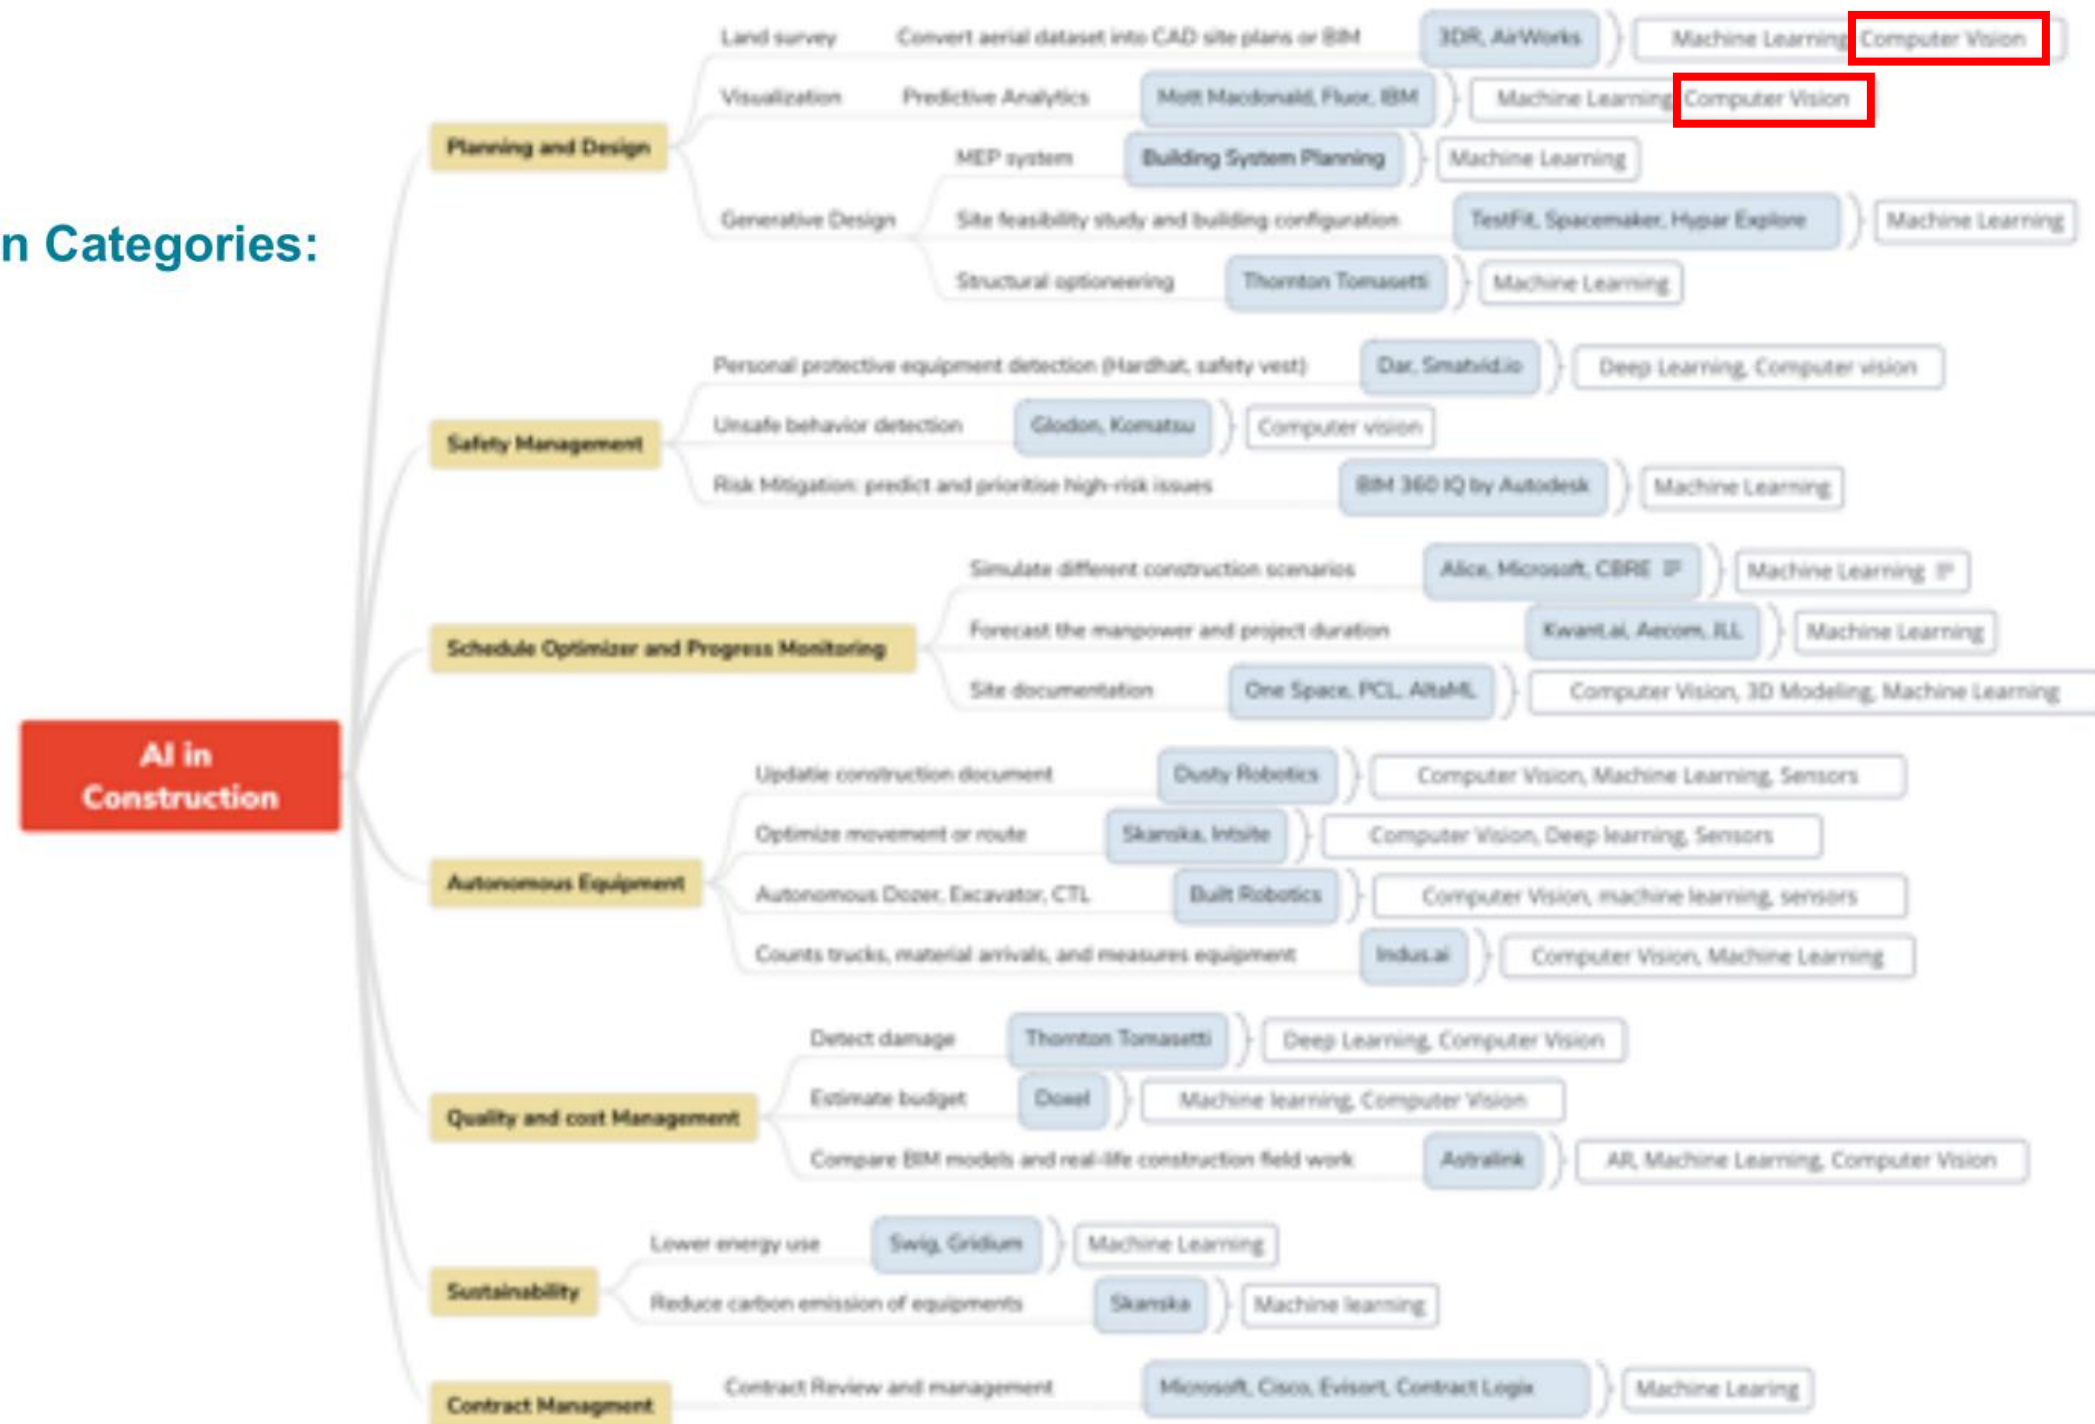 n Categories:
AI in
Construction
Planning and Design
Land survey Convert aerial dataset into CAD site plans or BIM 3DR, AirWorks Machine Learning Computer Vision
Visualization Predictive Analytics Mott Macdonald, Fluor, IBM Machine Learning Computer Vision
Generative Design
MEP system Building System Planning Machine Learning
Site feasibility study and building configuration TestFit, Spacemaker, Hypar Explore Machine Learning
Structural optioneering Thornton Tomasetti Machine Learning
Safety Management
Personal protective equipment detection (Hardhat, safety vest) Dar, Smatvid.io Deep Learning, Computer vision
Unsafe behavior detection Glodon, Komatsu Computer vision
Risk Mitigation: predict and prioritise high-risk issues BIM 360 IQ by Autodesk Machine Learning
Schedule Optimizer and Progress Monitoring
Simulate different construction scenarios Alice, Microsoft, CBRE Machine Learning
Forecast the manpower and project duration Kwant.ai, Aecom, JLL Machine Learning
Site documentation One Space, PCL, AltaML Computer Vision, 3D Modeling, Machine Learning
Autonomous Equipment
Updatie construction document Dusty Robotics Computer Vision, Machine Learning, Sensors
Optimize movement or route Skanska, Intsite Computer Vision, Deep learning, Sensors
Autonomous Dozer, Excavator, CTL Built Robotics Computer Vision, machine learning, sensors
Counts trucks, material arrivals, and measures equipment Indus.ai Computer Vision, Machine Learning
Quality and cost Management
Detect damage Thornton Tomasetti Deep Learning, Computer Vision
Estimate budget Doxel Machine learning, Computer Vision
Compare BIM models and real-life construction field work Astralink AR, Machine Learning, Computer Vision
Sustainability
Lower energy use Swig, Gridium Machine Learning
Reduce carbon emission of equipments Skanska Machine learning
Contract Managment
Contract Review and management Microsoft, Cisco, Evisort, Contract Logix Machine Learing